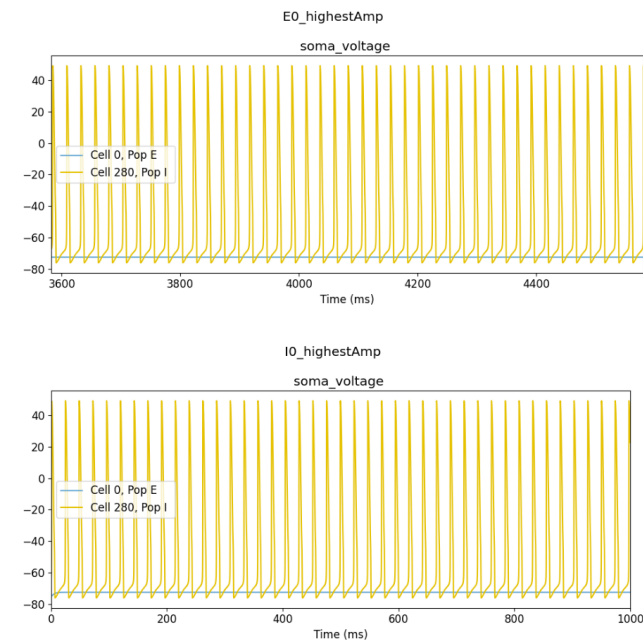 E0_highestAmp
soma_voltage
40
20
0
−20
−40
−60
−80
Cell 0, Pop E
Cell 280, Pop I
3600 3800 4000 4200 4400
Time (ms)
I0_highestAmp
soma_voltage
40
20
0
−20
−40
−60
−80
Cell 0, Pop E
Cell 280, Pop I
0 200 400 600 800 1000
Time (ms)